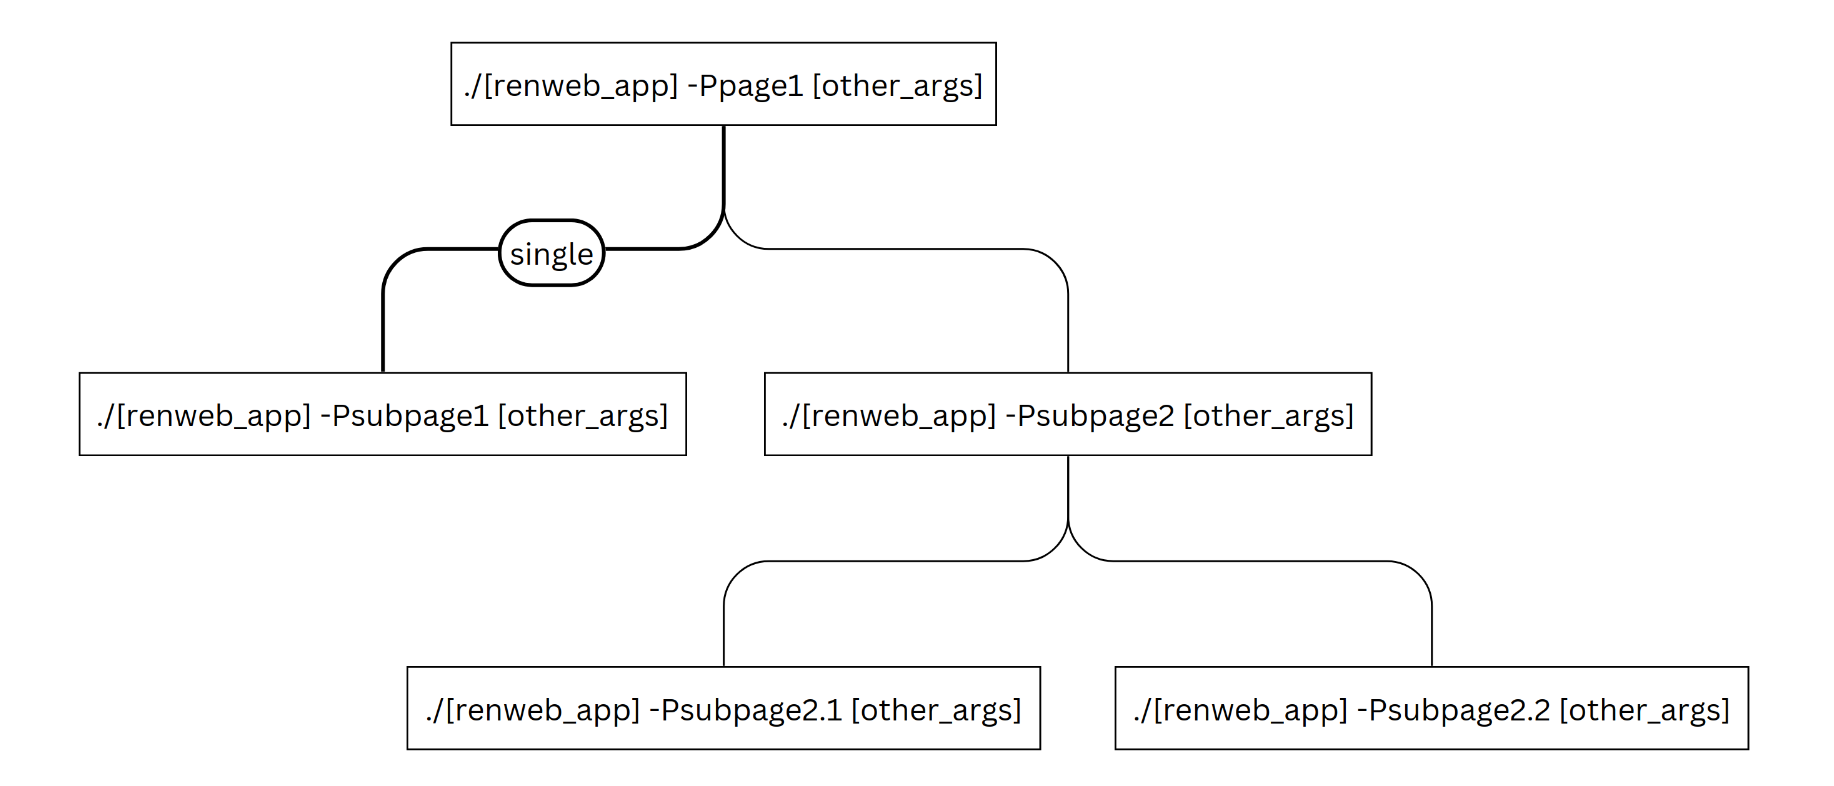 ./[renweb_app] -Ppage1 [other_args]
single
./[renweb_app] -Psubpage1 [other_args]
./[renweb_app] -Psubpage2 [other_args]
./[renweb_app] -Psubpage2.1 [other_args]
./[renweb_app] -Psubpage2.2 [other_args]